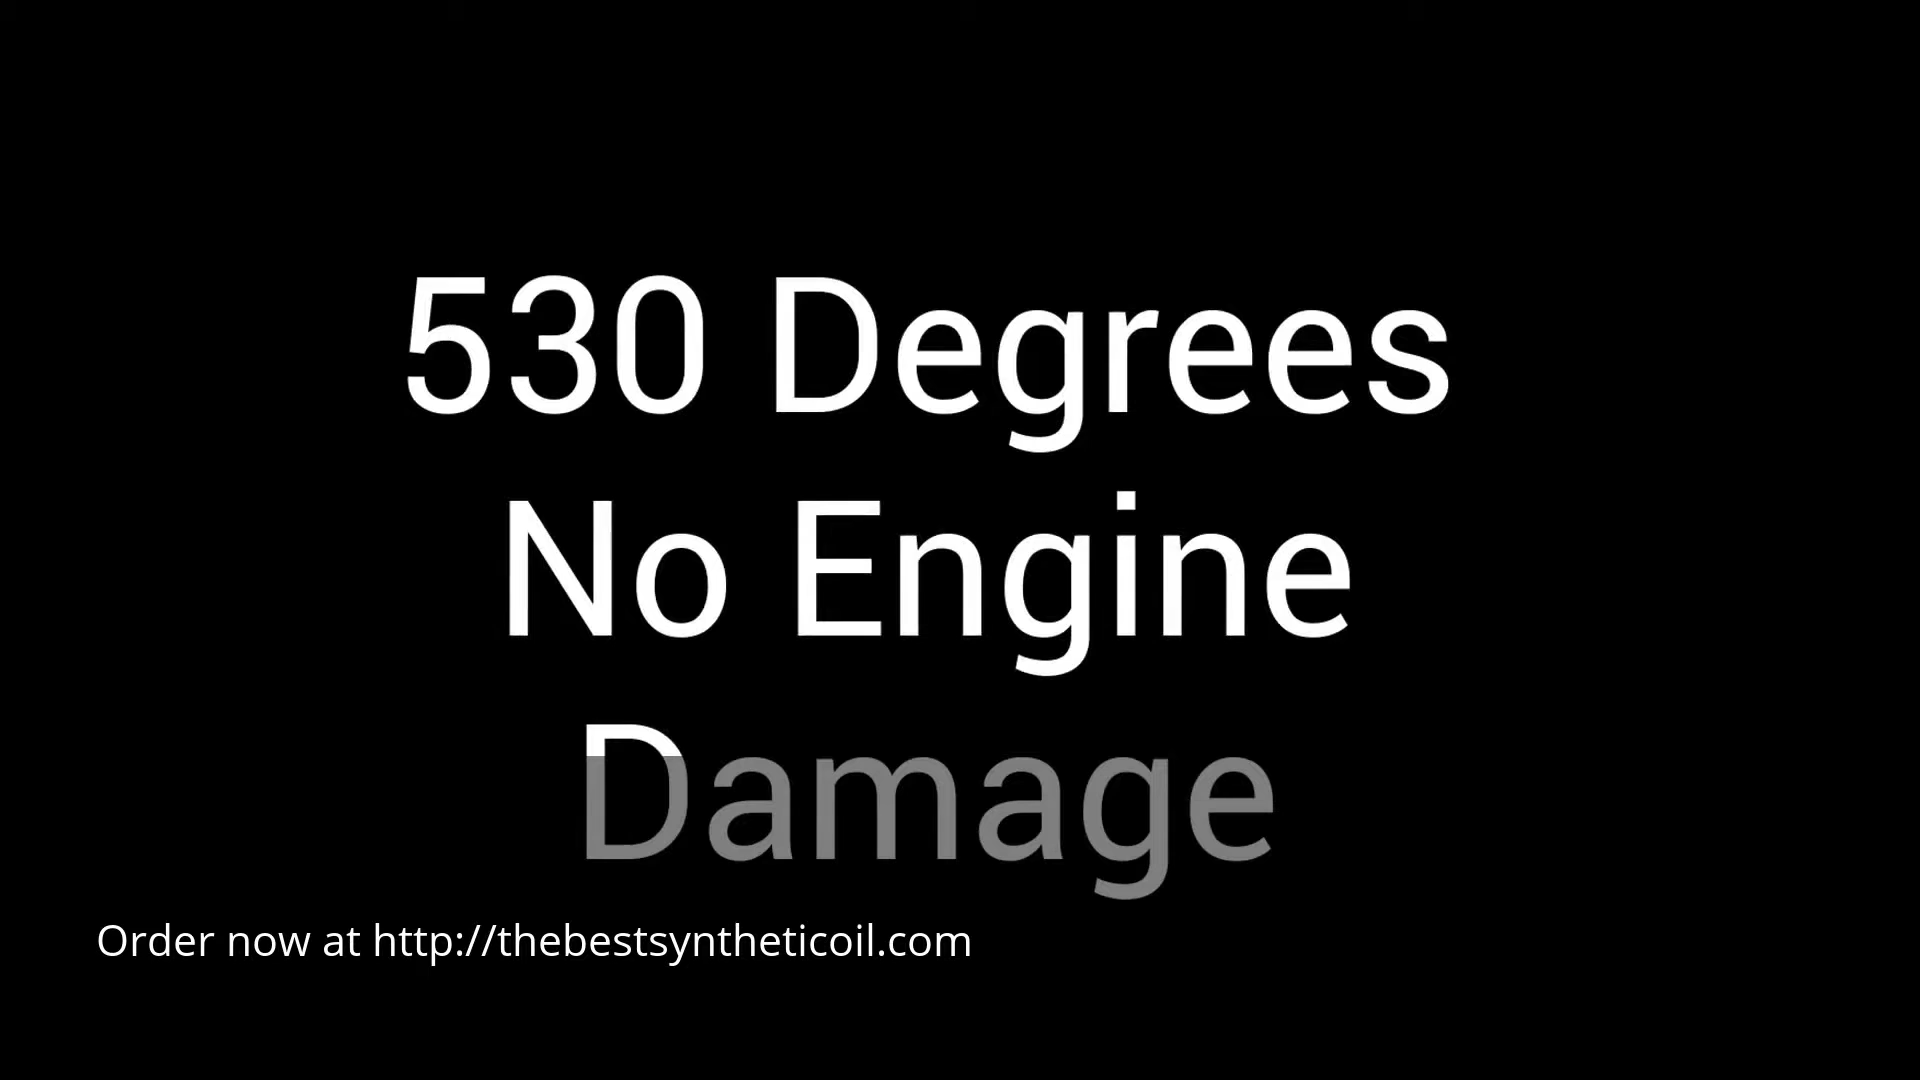 530 Degrees
No Engine
Damage
Order now at http://thebestsyntheticoil.com